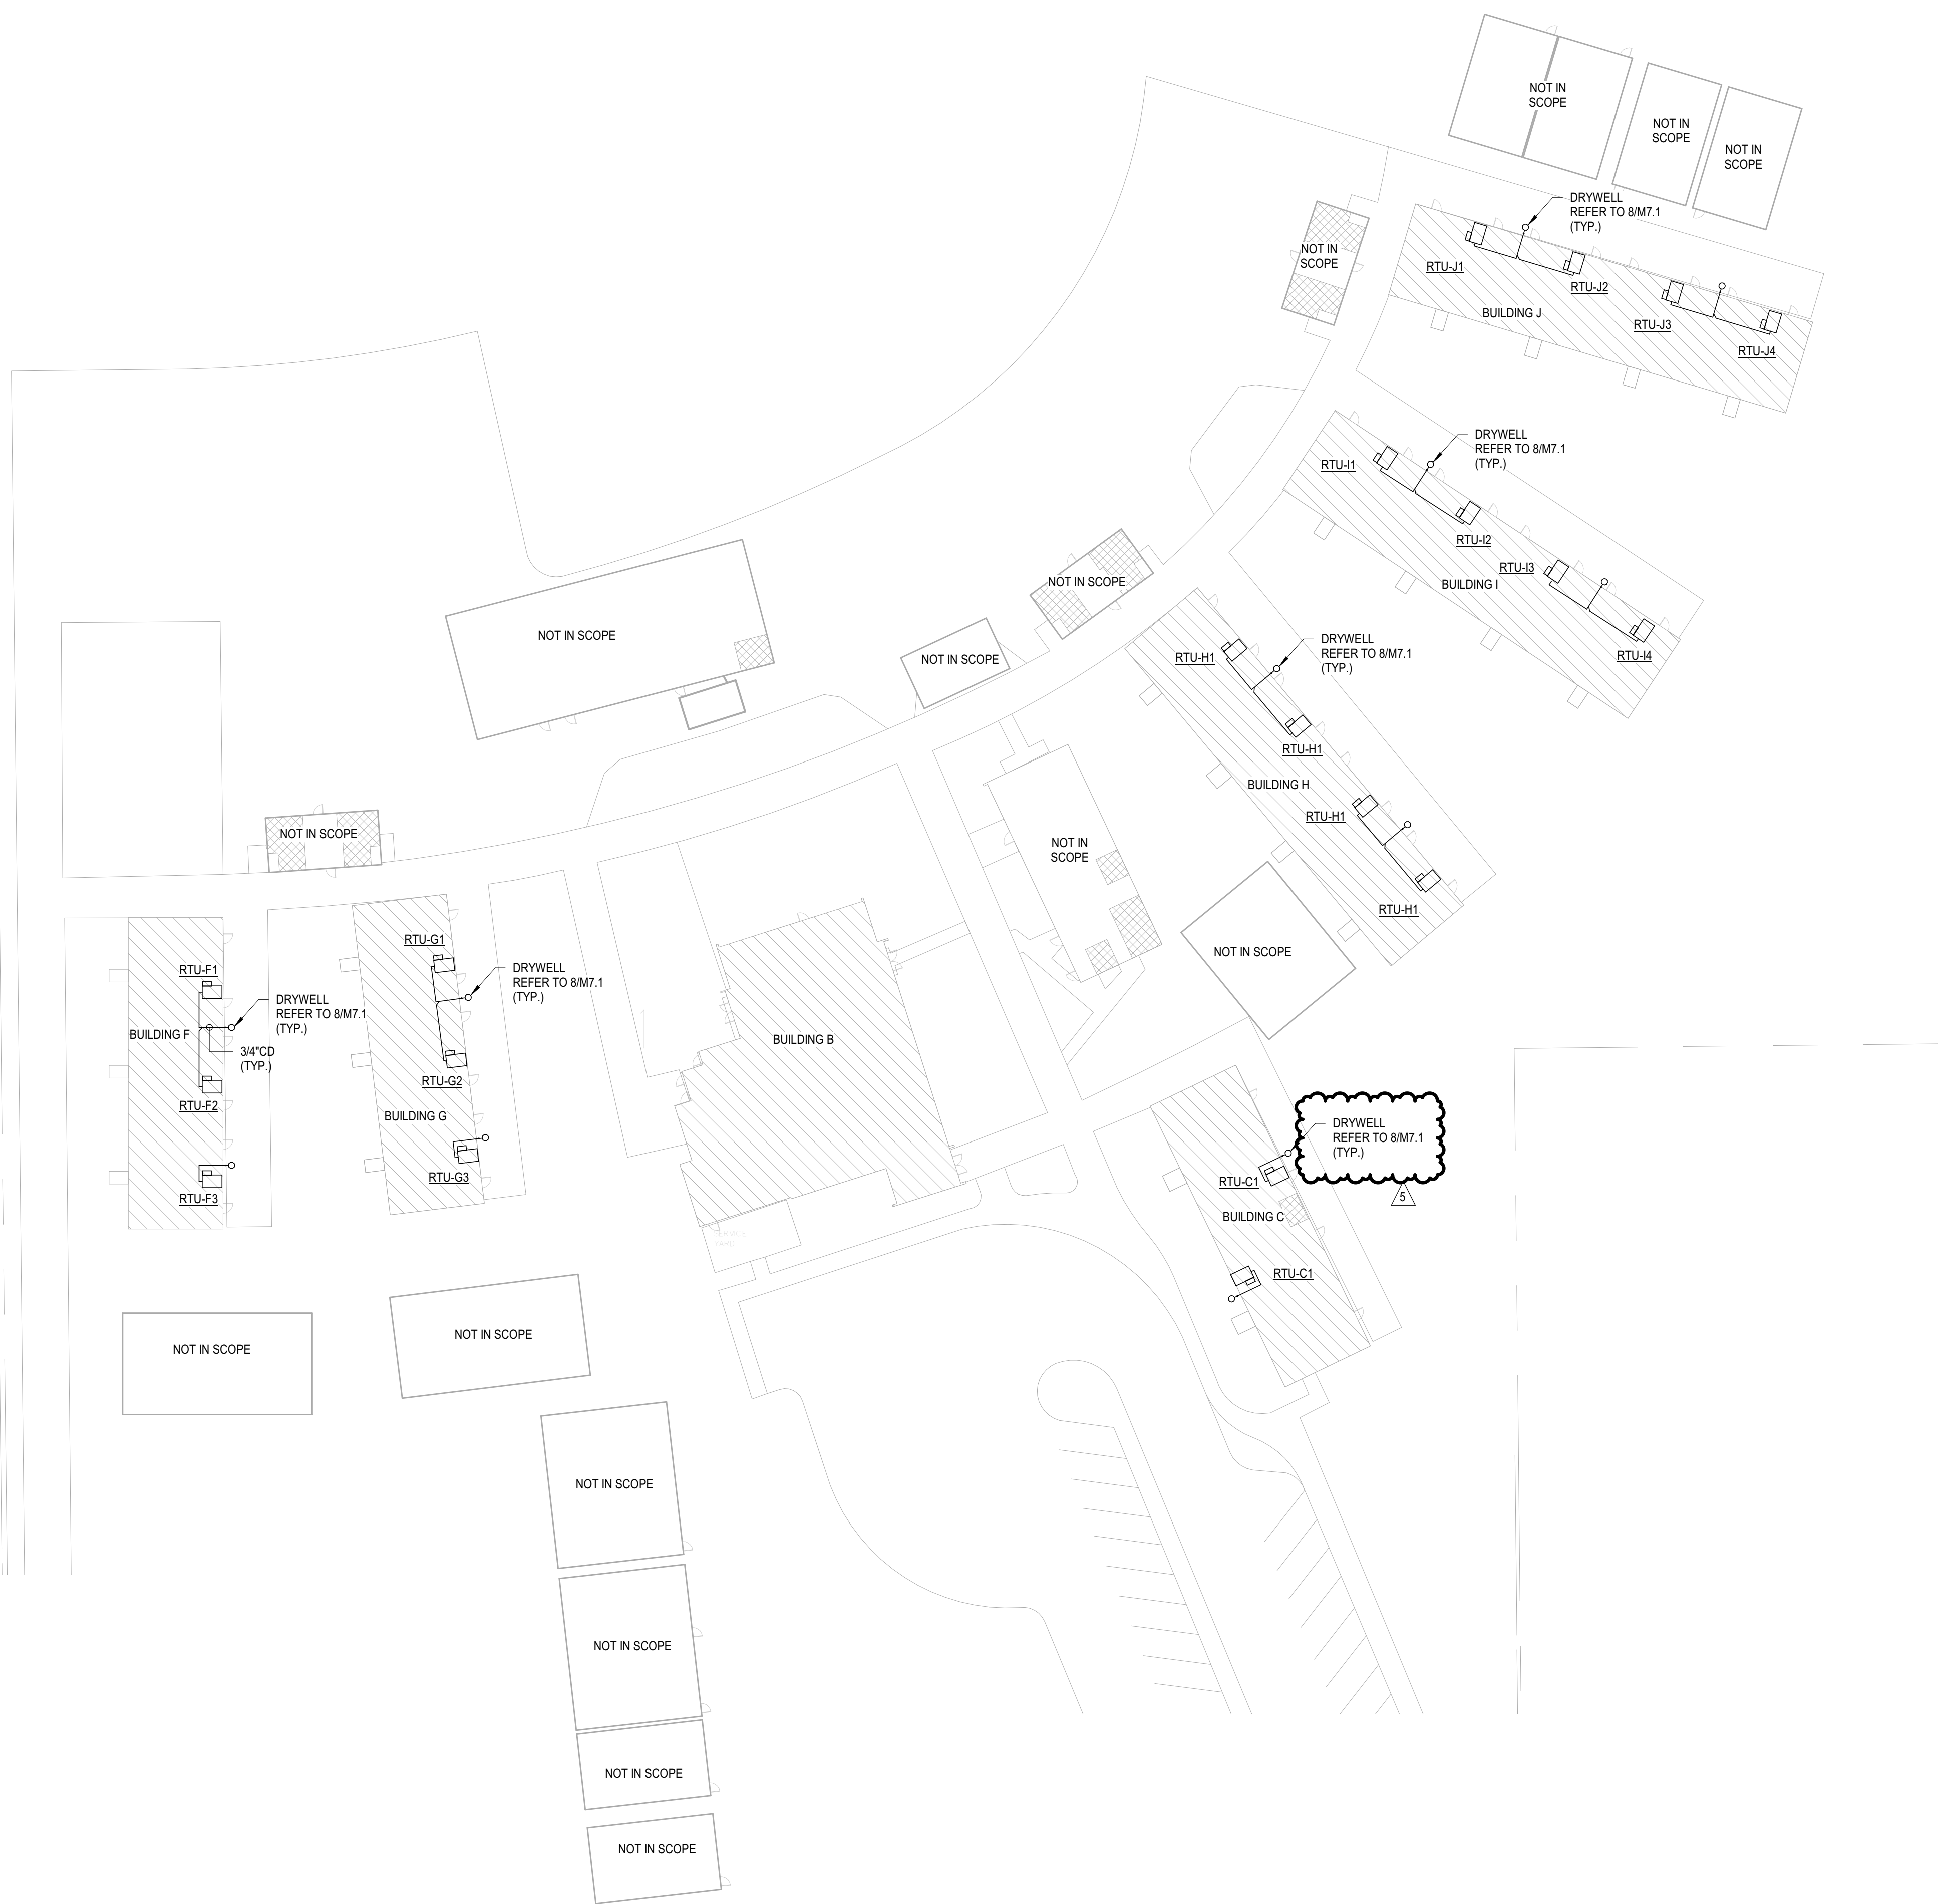 NOT IN
SCOPE
NOT IN
SCOPE
NOT IN
SCOPE
DRYWELL
REFER TO 8/M7.1
(TYP.)
NOT IN
SCOPE
RTU-J1
RTU-J2
BUILDING J
RTU-J3
RTU-J4
DRYWELL
REFER TO 8/M7.1
(TYP.)
RTU-I1
RTU-I2
RTU-I3
BUILDING I
RTU-I4
NOT IN SCOPE
NOT IN SCOPE
NOT IN SCOPE
DRYWELL
REFER TO 8/M7.1
(TYP.)
RTU-H1
RTU-H1
BUILDING H
RTU-H1
RTU-H1
NOT IN SCOPE
NOT IN
SCOPE
NOT IN SCOPE
RTU-F1
DRYWELL
REFER TO 8/M7.1
(TYP.)
BUILDING F
3/4"CD
(TYP.)
RTU-F2
RTU-F3
RTU-G1
DRYWELL
REFER TO 8/M7.1
(TYP.)
RTU-G2
BUILDING G
RTU-G3
BUILDING B
SERVICE
YARD
DRYWELL
REFER TO 8/M7.1
(TYP.)
5
RTU-C1
BUILDING C
RTU-C1
NOT IN SCOPE
NOT IN SCOPE
NOT IN SCOPE
NOT IN SCOPE
NOT IN SCOPE
NOT IN SCOPE